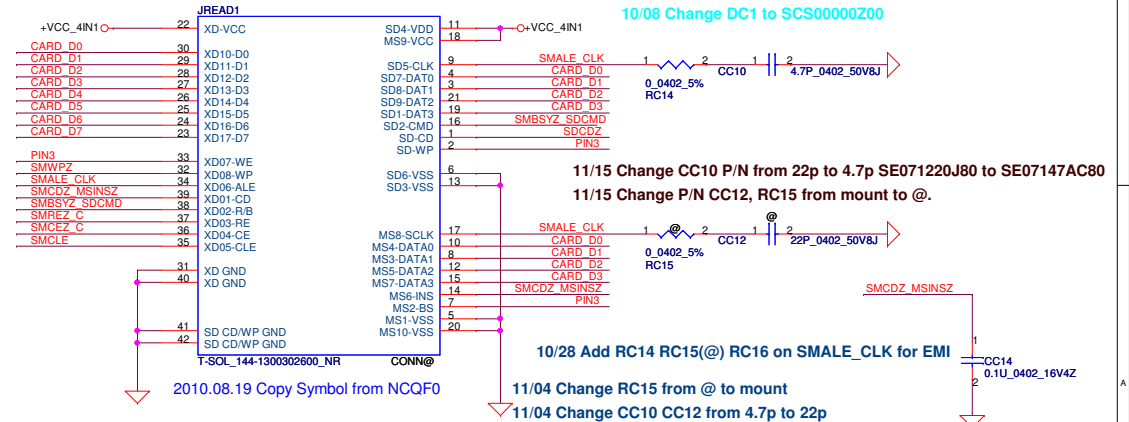 10/08 Change DC1 to SCS00000Z00
JREAD1
+VCC_4IN1 22 XD-VCC
SD4-VDD 11 +VCC_4IN1
MS9-VCC 18
CARD_D0 30 XD10-D0
CARD_D1 29 XD11-D1
CARD_D2 28 XD12-D2
CARD_D3 27 XD13-D3
CARD_D4 26 XD14-D4
CARD_D5 25 XD15-D5
CARD_D6 24 XD16-D6
CARD_D7 23 XD17-D7
SD5-CLK 9 SMALE_CLK
SD7-DAT0 4 CARD_D0
SD8-DAT1 3 CARD_D1
SD9-DAT2 21 CARD_D2
SD1-DAT3 19 CARD_D3
SD2-CMD 16 SMBSYZ_SDCMD
SD-CD 1 SDCDZ
SD-WP 2 PIN3
1 2 CC10 1 2 4.7P_0402_50V8J
0_0402_5%
RC14
PIN3 33 XD07-WE
SMWPZ 32 XD08-WP
SMALE_CLK 34 XD06-ALE
SMCDZ_MSINSZ 39 XD01-CD
SMBSYZ_SDCMD 38 XD02-R/B
SMREZ_C 37 XD03-RE
SMCEZ_C 36 XD04-CE
SMCLE 35 XD05-CLE
SD6-VSS 6
SD3-VSS 13
11/15 Change CC10 P/N from 22p to 4.7p SE071220J80 to SE07147AC80
11/15 Change P/N CC12, RC15 from mount to @.
MS8-SCLK 17 SMALE_CLK
MS4-DATA0 10 CARD_D0
MS3-DATA1 8 CARD_D1
MS5-DATA2 12 CARD_D2
MS7-DATA3 15 CARD_D3
MS6-INS 14 SMCDZ_MSINSZ
MS2-BS 7 PIN3
MS1-VSS 5
MS10-VSS 20
1 @ 2 CC12 1 @ 2 22P_0402_50V8J
0_0402_5%
RC15
31 XD GND
40 XD GND
41 SD CD/WP GND
42 SD CD/WP GND
T-SOL_144-1300302600_NR CONN@
SMCDZ_MSINSZ
1
CC14
0.1U_0402_16V4Z
2
A
10/28 Add RC14 RC15(@) RC16 on SMALE_CLK for EMI
2010.08.19 Copy Symbol from NCQF0
11/04 Change RC15 from @ to mount
11/04 Change CC10 CC12 from 4.7p to 22p